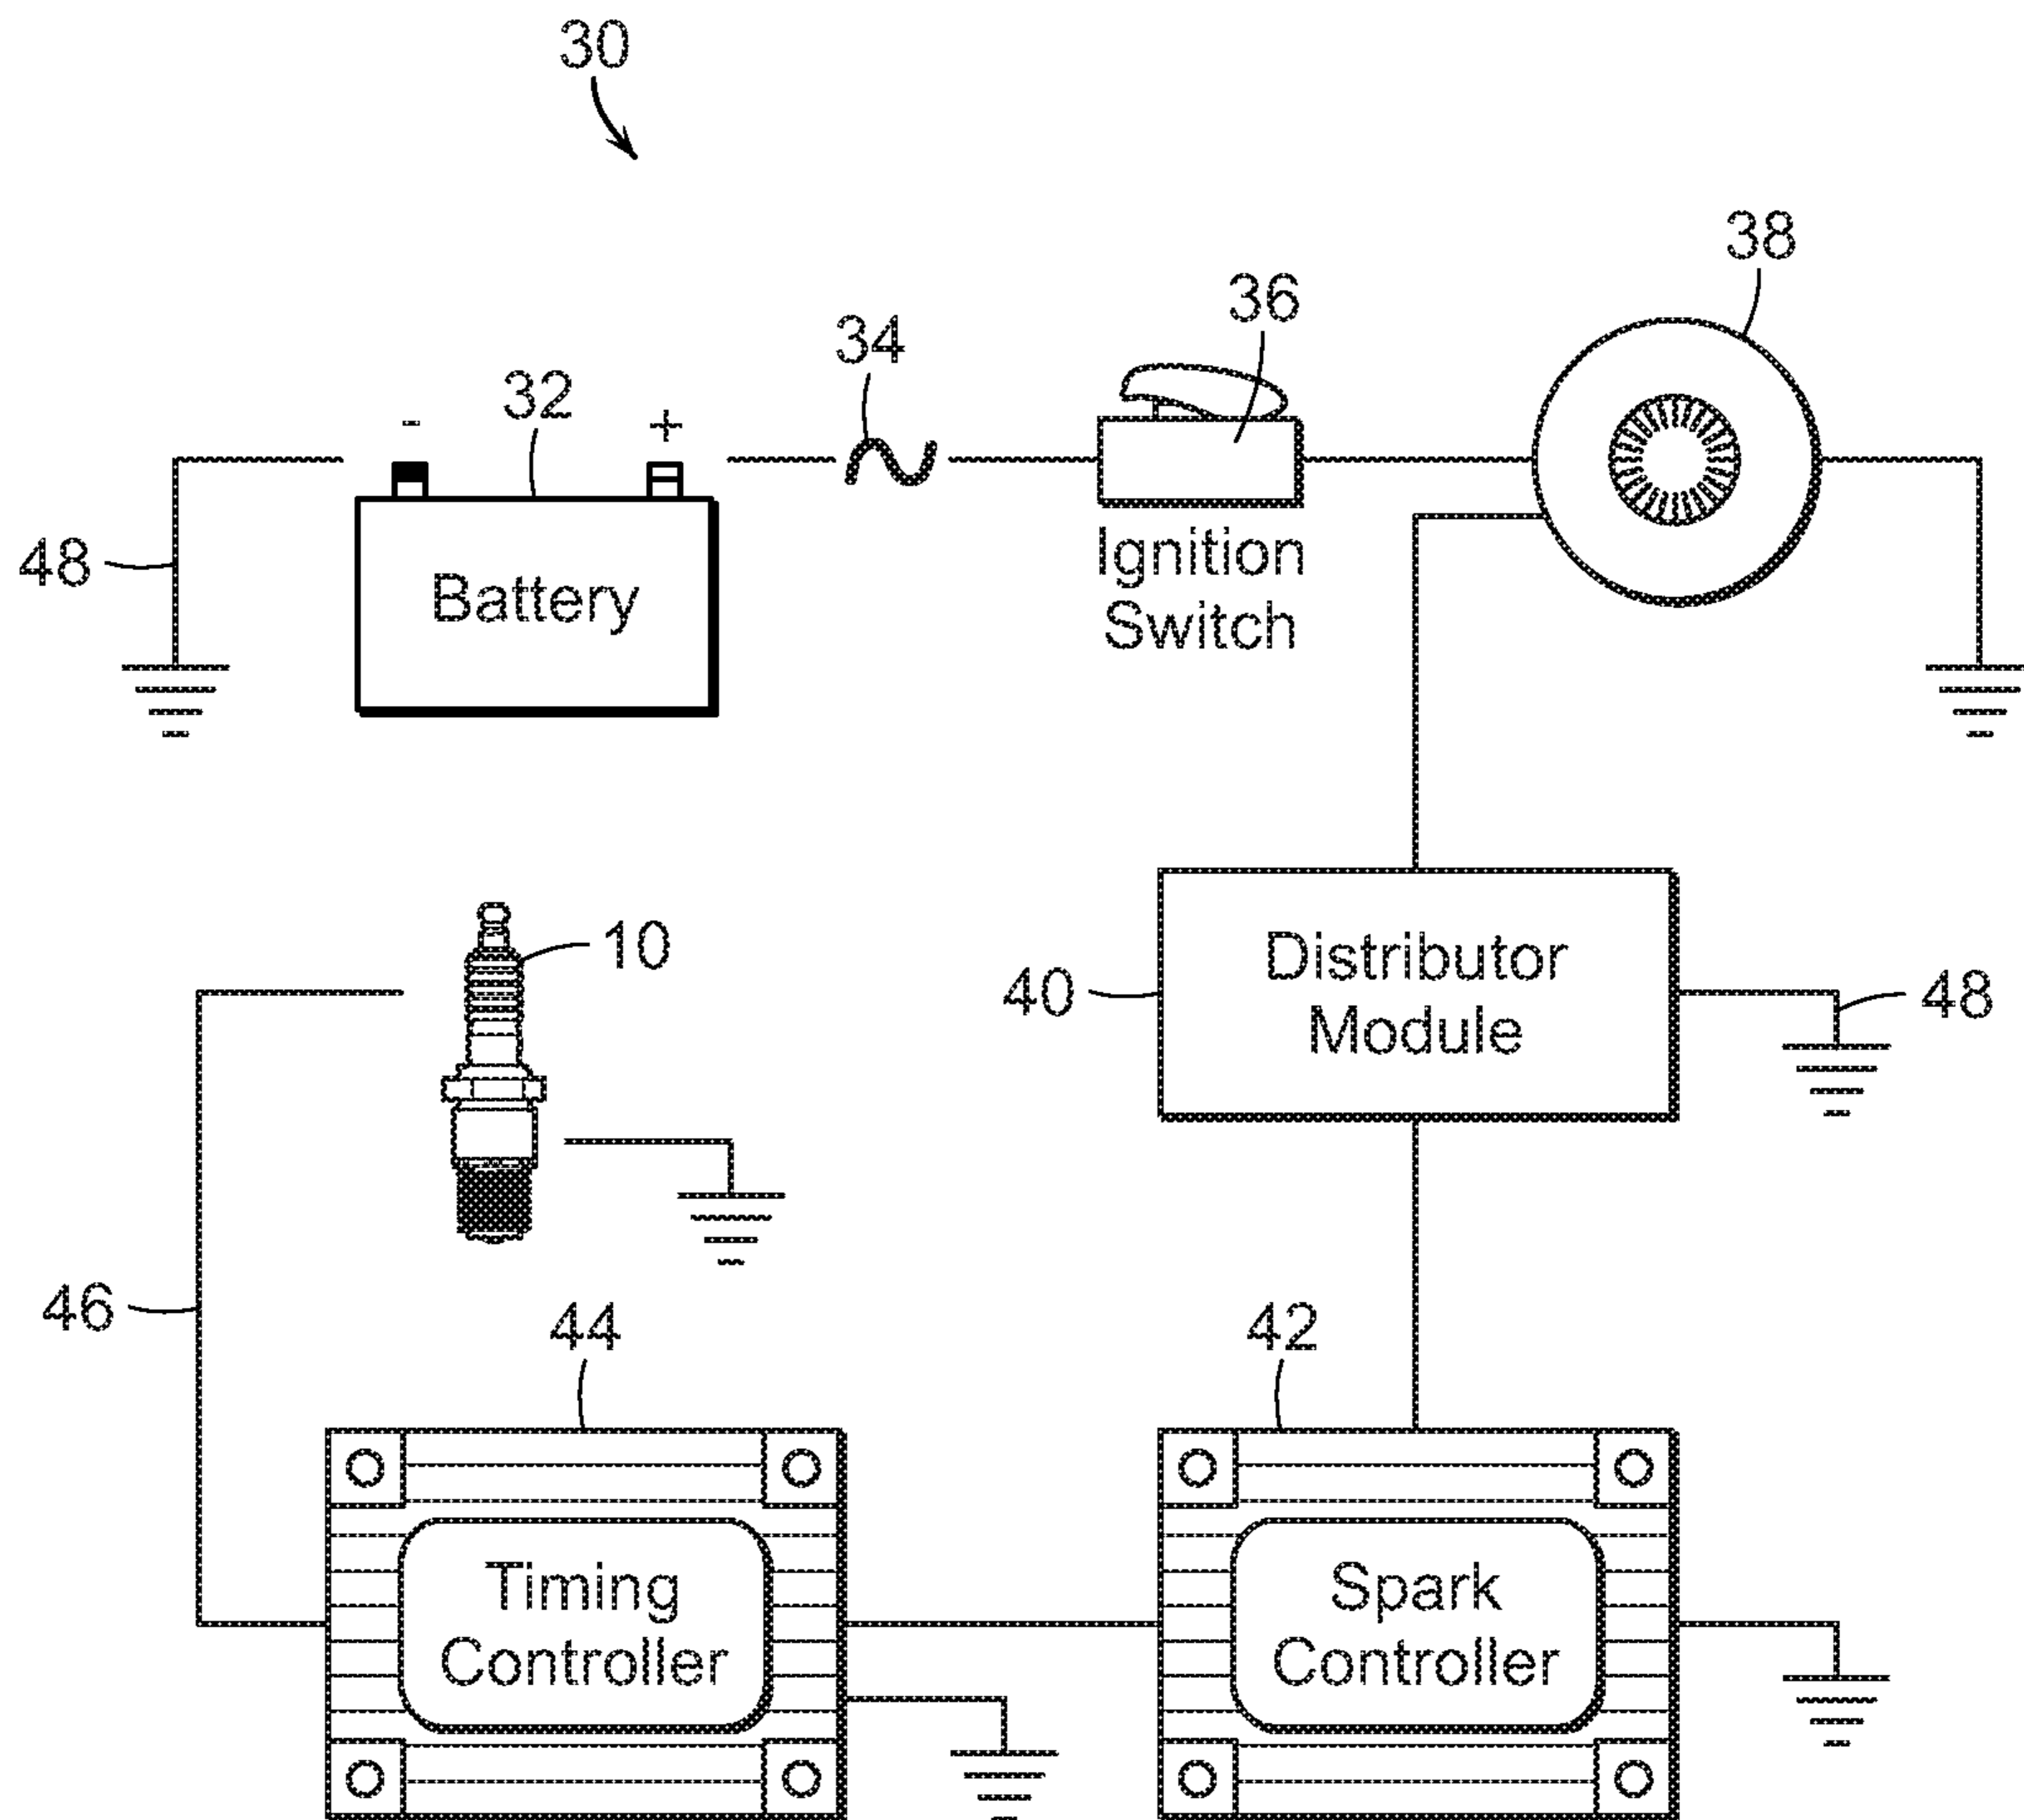 30
38
36
34
32
- +
48
Battery
Ignition
Switch
10
Distributor
Module
40
48
46
44
42
Timing
Controller
Spark
Controller